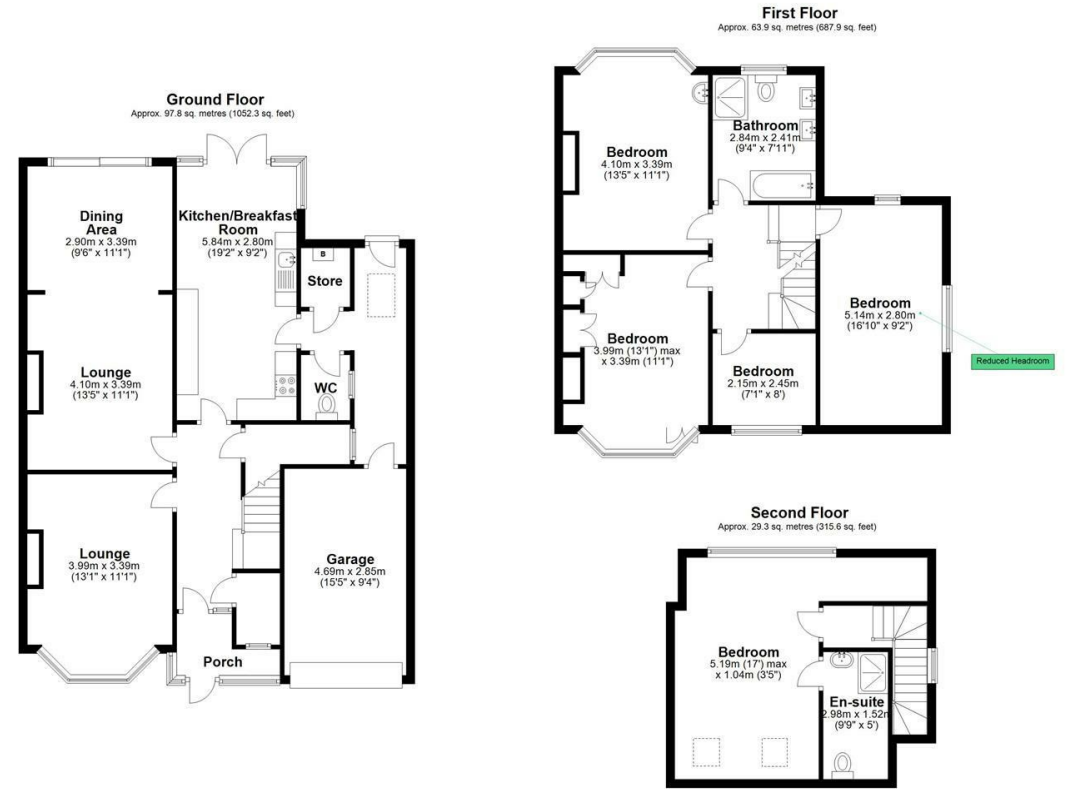 First Floor
Approx. 63.9 sq. metres (687.9 sq. feet)
Ground Floor
Approx. 97.8 sq. metres (1052.3 sq. feet)
Bathroom
2.84m x 2.41m
(9'4" x 7'11")
Bedroom
4.10m x 3.39m
(13'5" x 11'1")
Dining
Area
2.90m x 3.39m
(9'6" x 11'1")
Kitchen/Breakfast
Room
5.84m x 2.80m
(19'2" x 9'2")
Store
Bedroom
5.14m x 2.80m
(16'10" x 9'2")
Reduced Headroom
Bedroom
3.99m (13'1") max
x 3.39m (11'1")
Bedroom
2.15m x 2.45m
(7'1" x 8')
Lounge
4.10m x 3.39m
(13'5" x 11'1")
WC
Second Floor
Approx. 29.3 sq. metres (315.6 sq. feet)
Lounge
3.99m x 3.39m
(13'1" x 11'1")
Garage
4.69m x 2.85m
(15'5" x 9'4")
Porch
Bedroom
5.19m (17') max
x 1.04m (3'5")
En-suite
2.98m x 1.52m
(9'9" x 5')